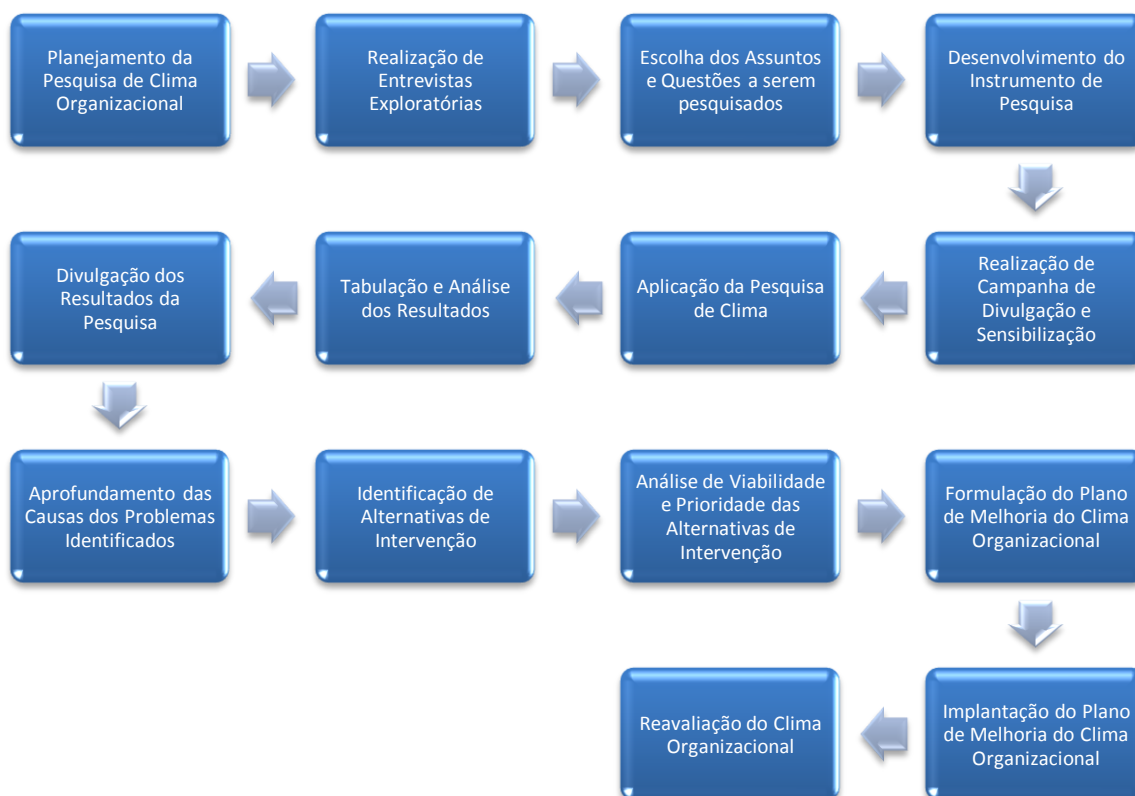 Planejamento da
Pesquisa de Clima
Organizacional
Realização de
Entrevistas
Exploratórias
Escolha dos Assuntos
e Questões a serem
pesquisados
Desenvolvimento do
Instrumento de
Pesquisa
Realização de
Campanha de
Divulgação e
Sensibilização
Aplicação da Pesquisa
de Clima
Tabulação e Análise
dos Resultados
Divulgação dos
Resultados da
Pesquisa
Aprofundamento das
Causas dos Problemas
Identificados
Identificação de
Alternativas de
Intervenção
Análise de Viabilidade
e Prioridade das
Alternativas de
Intervenção
Formulação do Plano
de Melhoria do Clima
Organizacional
Implantação do Plano
de Melhoria do Clima
Organizacional
Reavaliação do Clima
Organizacional